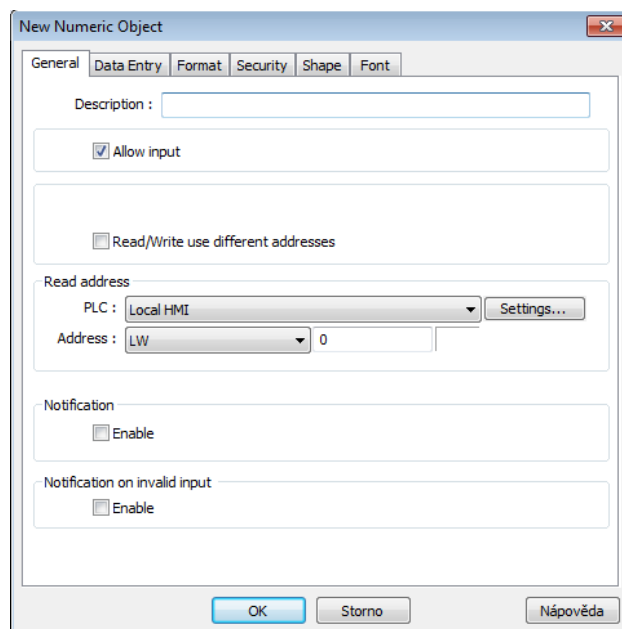 New Numeric Object
General Data Entry Format Security Shape Font
Description :
Allow input
Read/Write use different addresses
Read address
PLC : Local HMI Settings...
Address : LW 0
Notification
Enable
Notification on invalid input
Enable
OK Storno Nápověda